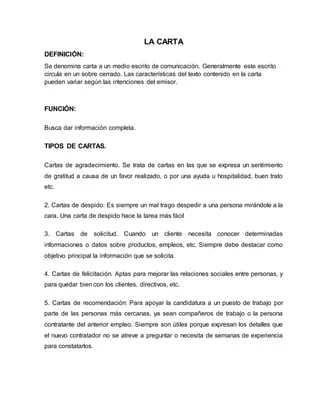 LA CARTA
DEFINICIÓN:
Se denomina carta a un medio escrito de comunicación. Generalmente este escrito
circula en un sobre cerrado. Las características del texto contenido en la carta
pueden variar según las intenciones del emisor.
FUNCIÓN:
Busca dar información completa.
TIPOS DE CARTAS.
Cartas de agradecimiento. Se trata de cartas en las que se expresa un sentimiento
de gratitud a causa de un favor realizado, o por una ayuda u hospitalidad, buen trato
etc.
2. Cartas de despido: Es siempre un mal trago despedir a una persona mirándole a la
cara. Una carta de despido hace la tarea más fácil
3. Cartas de solicitud. Cuando un cliente necesita conocer determinadas
informaciones o datos sobre productos, empleos, etc. Siempre debe destacar como
objetivo principal la información que se solicita.
4. Cartas de felicitación. Aptas para mejorar las relaciones sociales entre personas, y
para quedar bien con los clientes, directivos, etc.
5. Cartas de recomendación: Para apoyar la candidatura a un puesto de trabajo por
parte de las personas más cercanas, ya sean compañeros de trabajo o la persona
contratante del anterior empleo. Siempre son útiles porque expresan los detalles que
el nuevo contratador no se atreve a preguntar o necesita de semanas de experiencia
para constatarlos.